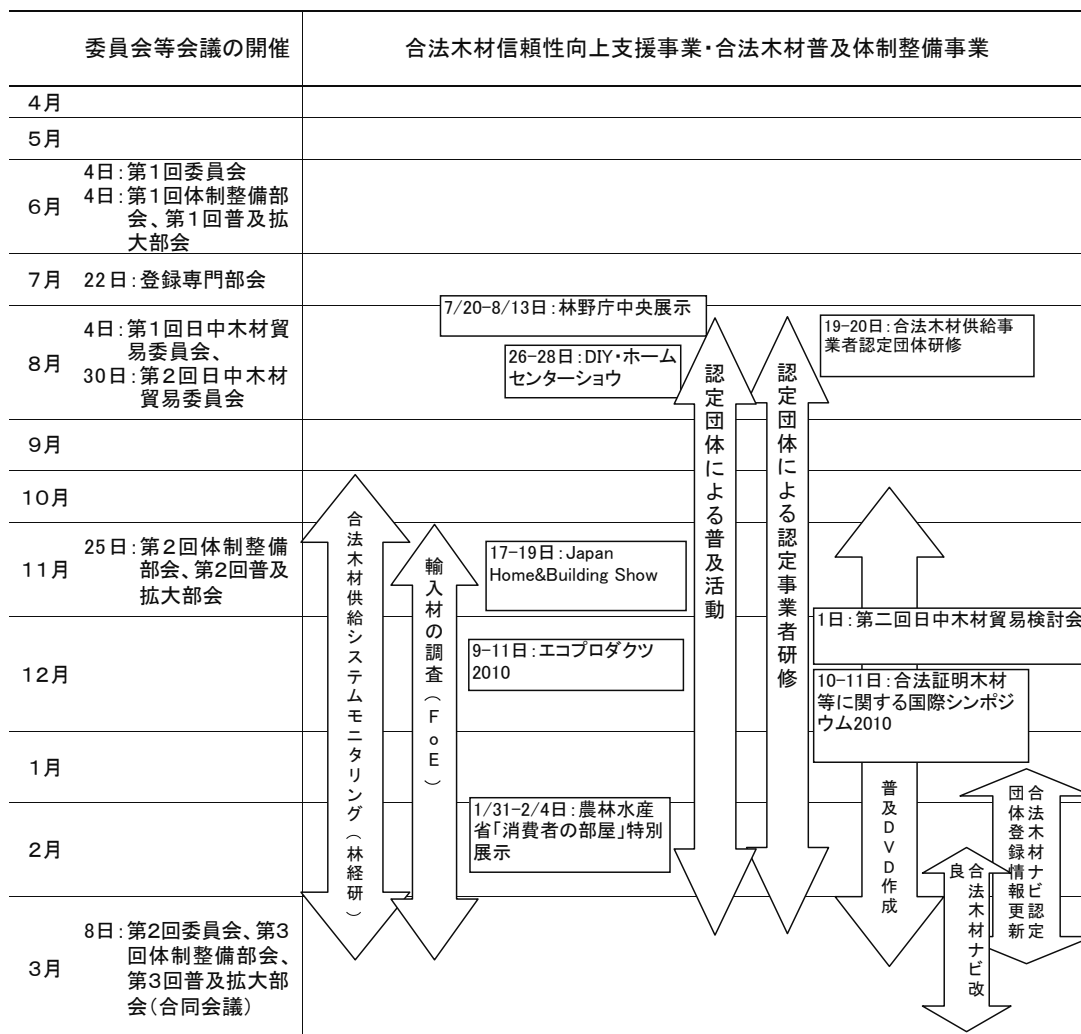 委員会等会議の開催
合法木材信頼性向上支援事業・合法木材普及体制整備事業
4月
5月
6月
4日:第1回委員会
4日:第1回体制整備部
会、第1回普及拡
大部会
7月
22日:登録専門部会
8月
4日:第1回日中木材貿
易委員会、
30日:第2回日中木材
貿易委員会
7/20-8/13日:林野庁中央展示
26-28日:DIY・ホーム
センターショウ
19-20日:合法木材供給事
業者認定団体研修
認定団体による普及活動
認定団体による認定事業者研修
9月
10月
合法木材供給システムモニタリング(林経研)
輸入材の調査(FoE)
11月
25日:第2回体制整備
部会、第2回普及
拡大部会
17-19日:Japan
Home&Building Show
12月
9-11日:エコプロダクツ
2010
1日:第二回日中木材貿易検討会
10-11日:合法証明木材
等に関する国際シンポジ
ウム2010
1月
普及DVD作成
2月
1/31-2/4日:農林水産
省「消費者の部屋」特別
展示
合法木材ナビ認定
団体登録情報更新
合法木材ナビ改
良
3月
8日:第2回委員会、第3
回体制整備部会、
第3回普及拡大部
会(合同会議)